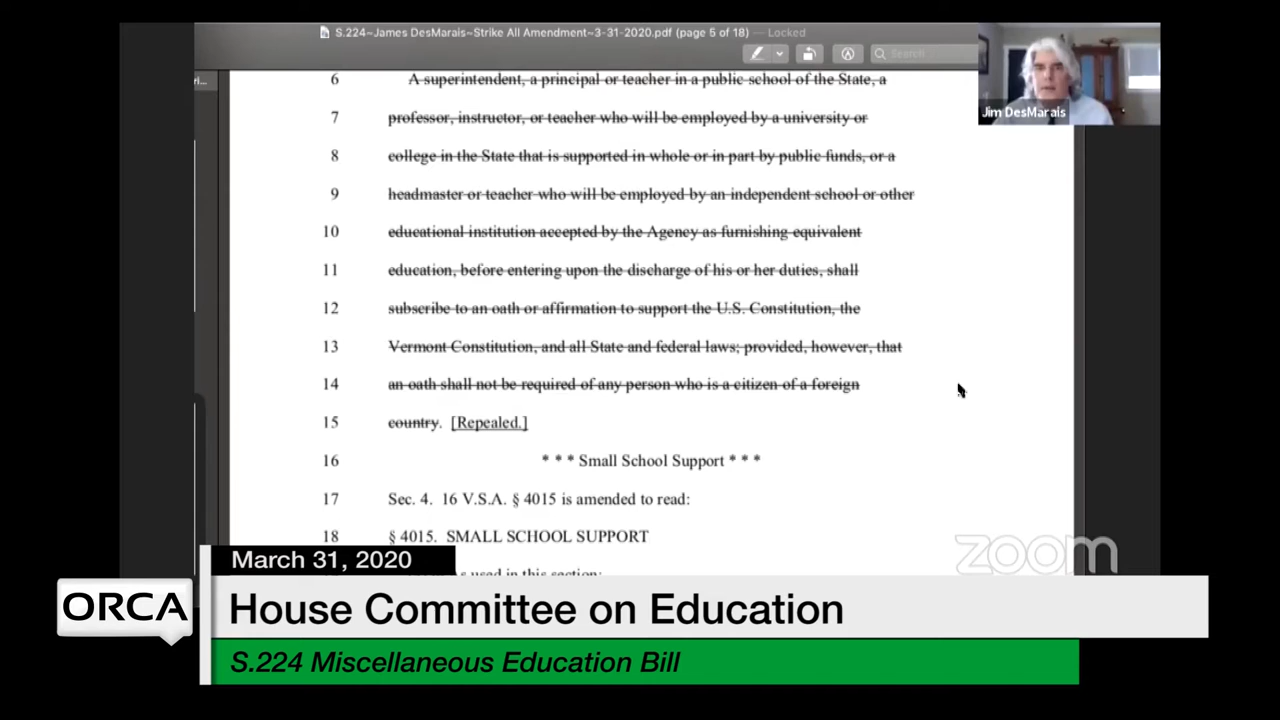 S.224~James DesMarais~Strike All Amendment~3-31-2020.pdf (page 5 of 18) — Locked
Search
Jim DesMarais
6 A superintendent, a principal or teacher in a public school of the State, a
7 professor, instructor, or teacher who will be employed by a university or
8 college in the State that is supported in whole or in part by public funds, or a
9 headmaster or teacher who will be employed by an independent school or other
10 educational institution accepted by the Agency as furnishing equivalent
11 education, before entering upon the discharge of his or her duties, shall
12 subscribe to an oath or affirmation to support the U.S. Constitution, the
13 Vermont Constitution, and all State and federal laws; provided, however, that
14 an oath shall not be required of any person who is a citizen of a foreign
15 country. [Repealed.]
16 * * * Small School Support * * *
17 Sec. 4. 16 V.S.A. § 4015 is amended to read:
18 § 4015. SMALL SCHOOL SUPPORT
used in this section:
zoom
March 31, 2020
ORCA
House Committee on Education
S.224 Miscellaneous Education Bill